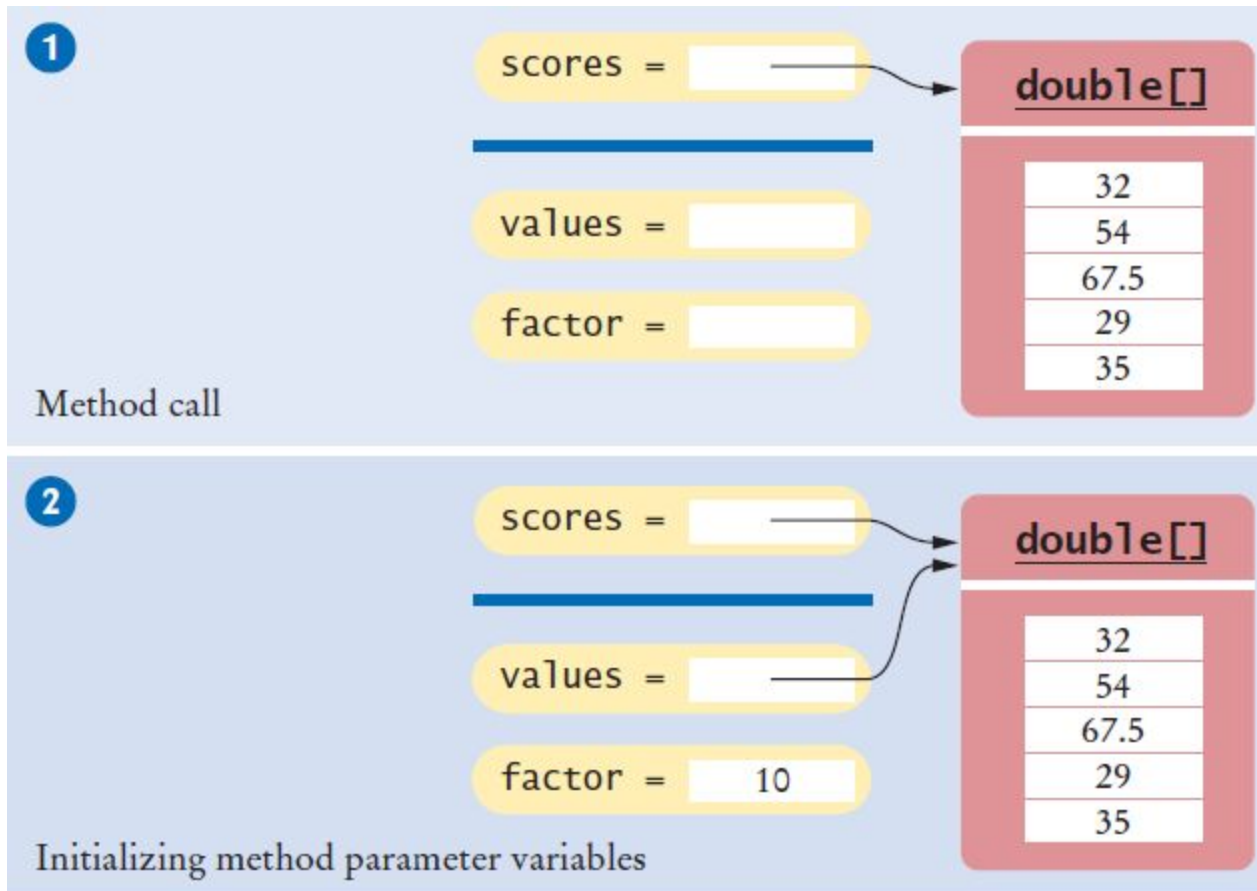 1
scores =
double[]
values =
factor =
32
54
67.5
29
35
Method call
2
scores =
double[]
values =
factor = 10
32
54
67.5
29
35
Initializing method parameter variables